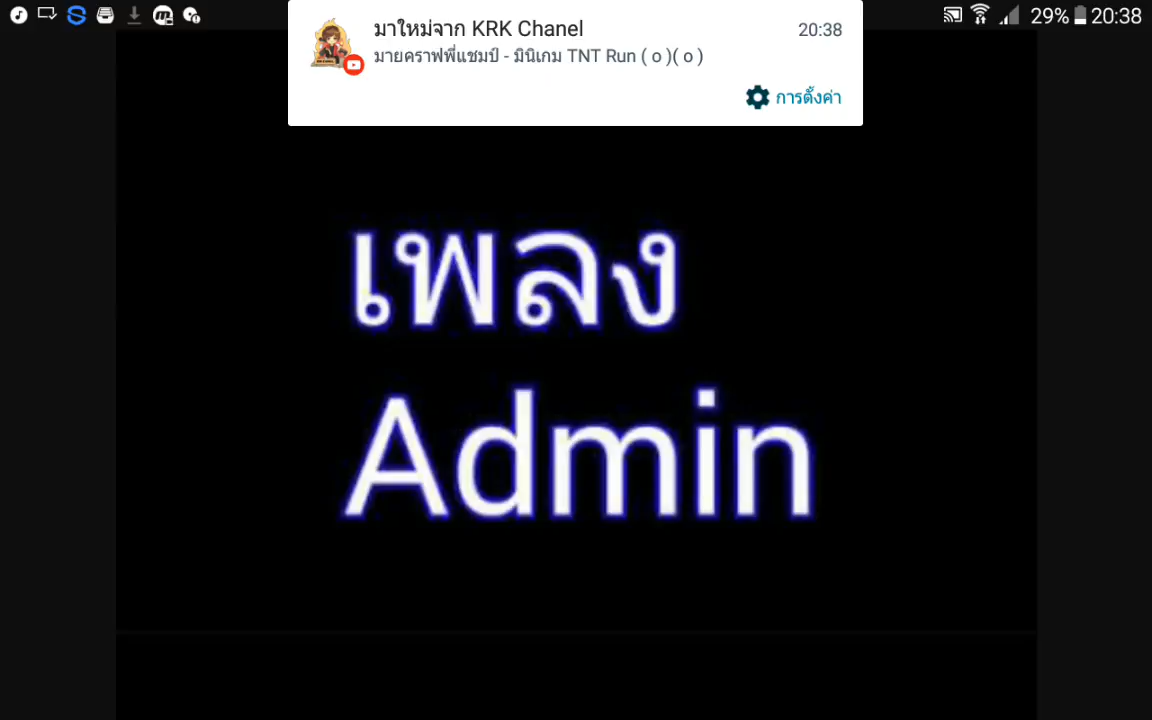 29% 20:38
มาใหม่จาก KRK Chanel 20:38
มายคราฟพี่แชมป์ - มินิเกม TNT Run ( o )( o )
การตั้งค่า
เพลง
Admin